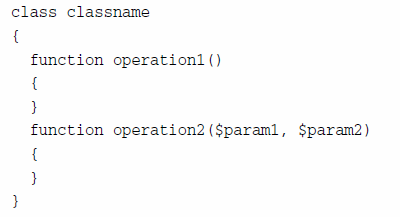 class classname
{
  function operation1()
  {
  }
  function operation2($param1, $param2)
  {
  }
}